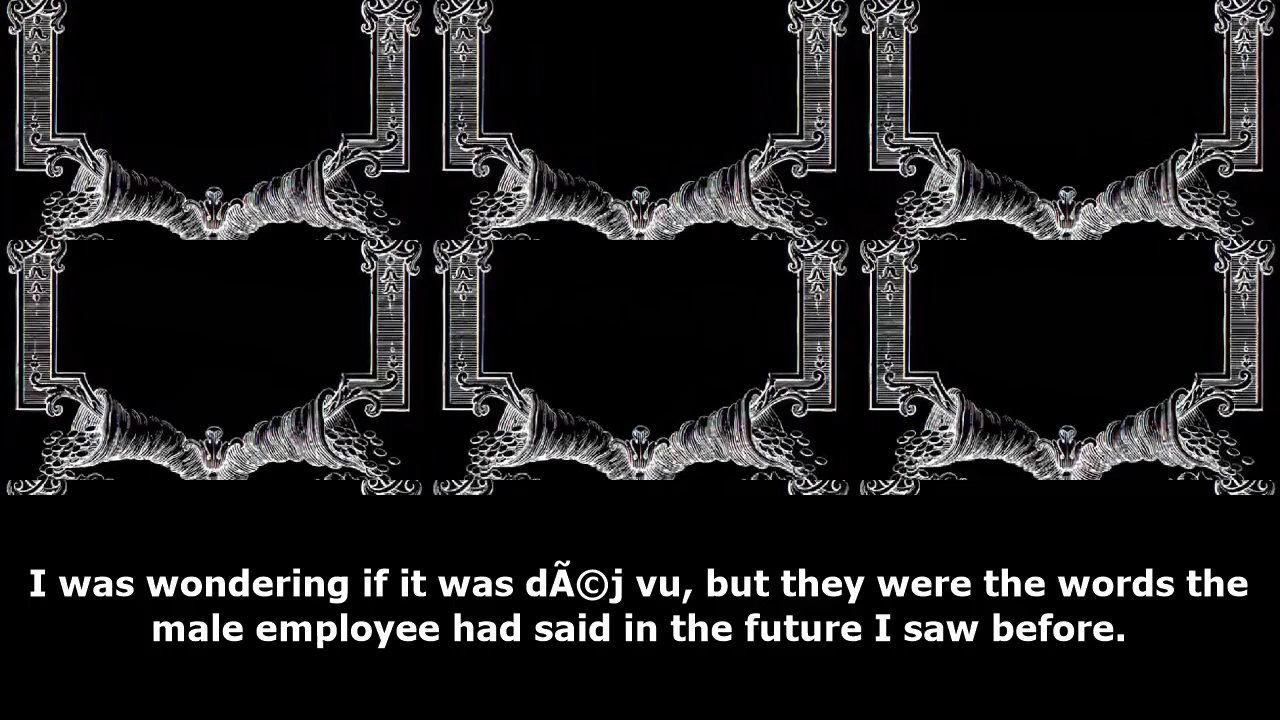 I was wondering if it was dÃ©j vu, but they were the words the
male employee had said in the future I saw before.